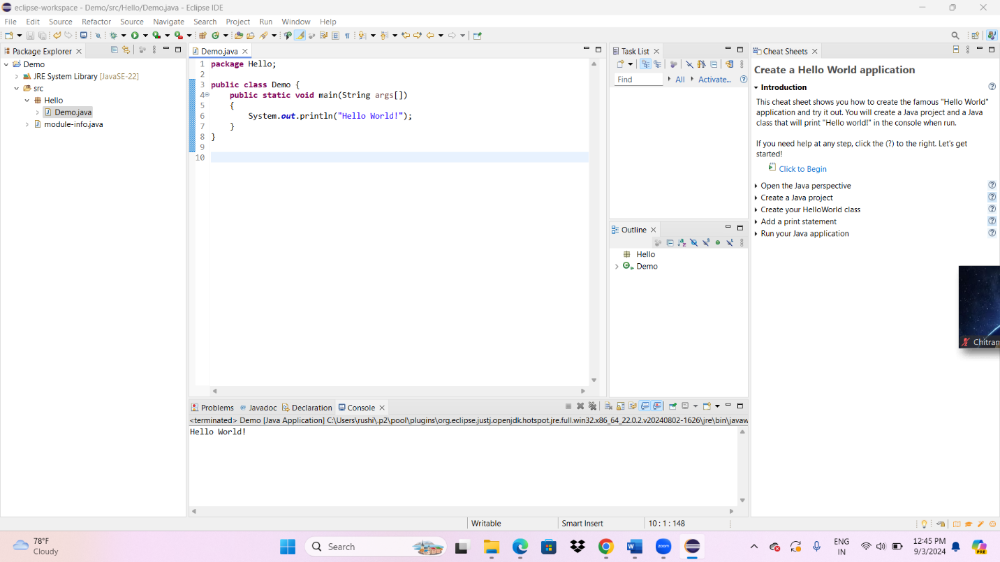 eclipse-workspace - Demo/src/Hello/Demo.java - Eclipse IDE
File Edit Source Refactor Source Navigate Search Project Run Window Help
Package Explorer
Demo
JRE System Library [JavaSE-22]
src
Hello
Demo.java
module-info.java
Demo.java
1 package Hello;
2
3 public class Demo {
4 public static void main(String args[])
5 {
6 System.out.println("Hello World!");
7 }
8 }
9
10
Task List
Find All Activate...
Outline
Hello
Demo
Cheat Sheets
Create a Hello World application
Introduction
This cheat sheet shows you how to create the famous "Hello World"
application and try it out. You will create a Java project and a Java
class that will print "Hello world!" in the console when run.
If you need help at any step, click the (?) to the right. Let's get
started!
Click to Begin
Open the Java perspective
Create a Java project
Create your HelloWorld class
Add a print statement
Run your Java application
Chitran
Problems Javadoc Declaration Console
<terminated> Demo [Java Application] C:\Users\rushi\.p2\pool\plugins\org.eclipse.justj.openjdk.hotspot.jre.full.win32.x86_64_22.0.2.v20240802-1626\jre\bin\javaw
Hello World!
Writable Smart Insert 10 : 1 : 148
78°F
Cloudy
Search
zoom
PRE
ENG
IN
12:45 PM
9/3/2024